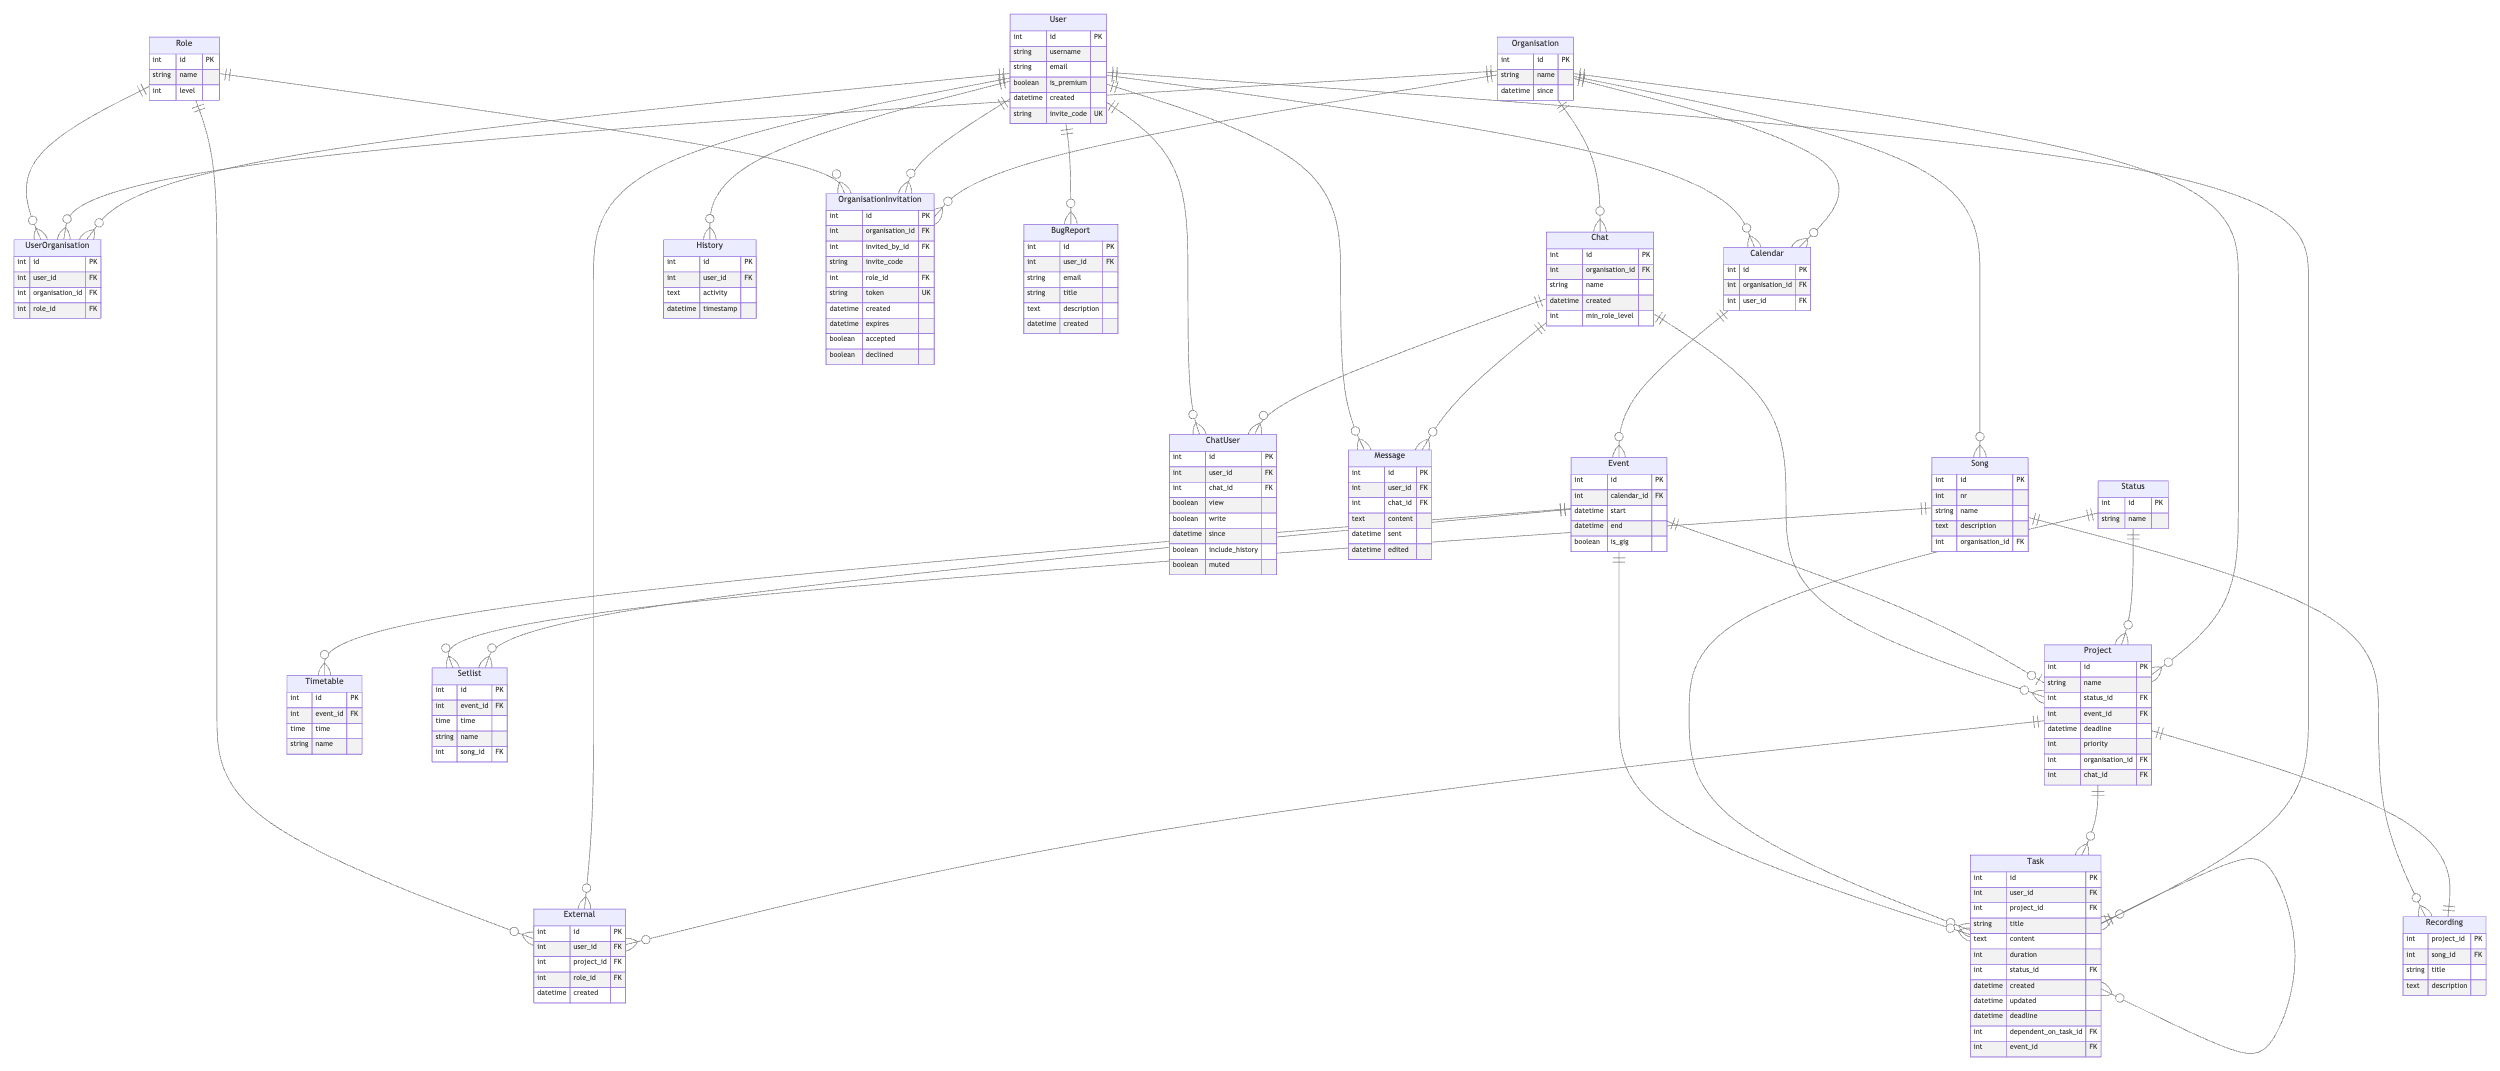 Role
int id PK
string name
int level
User
int id PK
string username
string email
boolean is_premium
datetime created
string invite_code UK
Organisation
int id PK
string name
datetime since
UserOrganisation
int id PK
int user_id FK
int organisation_id FK
int role_id FK
History
int id PK
int user_id FK
text activity
datetime timestamp
OrganisationInvitation
int id PK
int organisation_id FK
int invited_by_id FK
string invite_code
int role_id FK
string token UK
datetime created
datetime expires
boolean accepted
boolean declined
BugReport
int id PK
int user_id FK
string email
string title
text description
datetime created
Chat
int id PK
int organisation_id FK
string name
datetime created
int min_role_level
Calendar
int id PK
int organisation_id FK
int user_id FK
ChatUser
int id PK
int user_id FK
int chat_id FK
boolean view
boolean write
datetime since
boolean include_history
boolean muted
Message
int id PK
int user_id FK
int chat_id FK
text content
datetime sent
datetime edited
Event
int id PK
int calendar_id FK
datetime start
datetime end
boolean is_gig
Song
int id PK
int nr
string name
text description
int organisation_id FK
Status
int id PK
string name
Timetable
int id PK
int event_id FK
time time
string name
Setlist
int id PK
int event_id FK
time time
string name
int song_id FK
Project
int id PK
string name
int status_id FK
int event_id FK
datetime deadline
int priority
int organisation_id FK
int chat_id FK
External
int id PK
int user_id FK
int project_id FK
int role_id FK
datetime created
Task
int id PK
int user_id FK
int project_id FK
string title
text content
int duration
int status_id FK
datetime created
datetime updated
datetime deadline
int dependent_on_task_id FK
int event_id FK
Recording
int project_id PK
int song_id FK
string title
text description